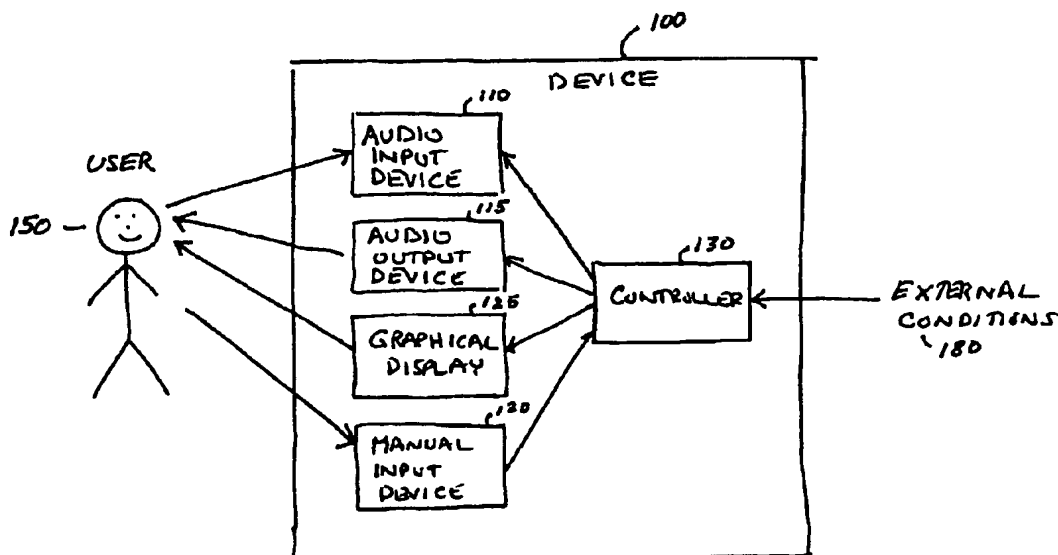 100
DEVICE
110
AUDIO
INPUT
DEVICE
USER
150
115
AUDIO
OUTPUT
DEVICE
130
CONTROLLER
EXTERNAL
CONDITIONS
180
125
GRAPHICAL
DISPLAY
120
MANUAL
INPUT
DEVICE